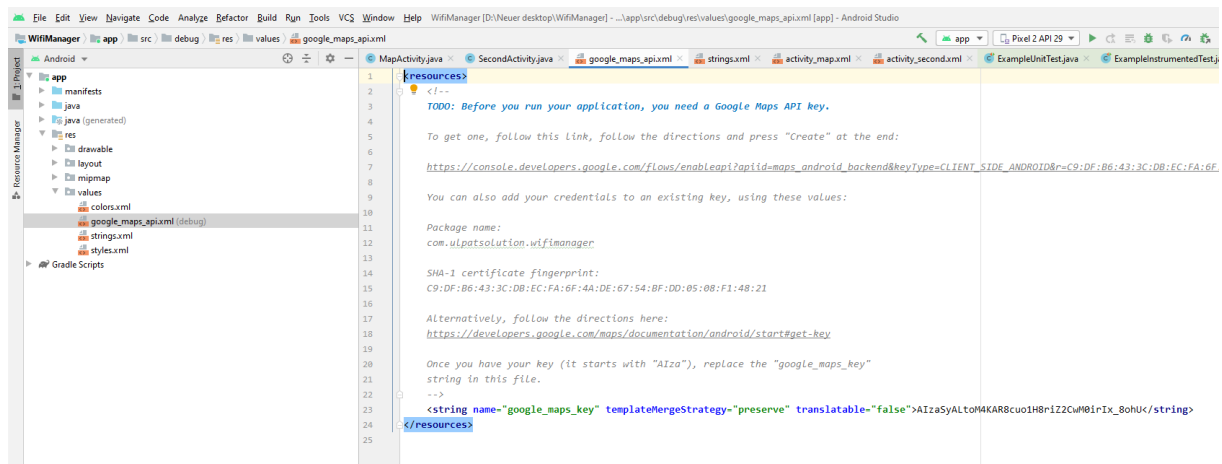 File Edit View Navigate Code Analyze Refactor Build Run Tools VCS Window Help WifiManager [D:\Neuer desktop\WifiManager] - ...\app\src\debug\res\values\google_maps_api.xml [app] - Android Studio
WifiManager app src debug res values google_maps_api.xml app Pixel 2 API 29
Android MapActivity.java SecondActivity.java google_maps_api.xml strings.xml activity_map.xml activity_second.xml ExampleUnitTest.java ExampleInstrumentedTest.ja
1: Project
Resource Manager
app
manifests
java
java (generated)
res
drawable
layout
mipmap
values
colors.xml
google_maps_api.xml (debug)
strings.xml
styles.xml
Gradle Scripts
1 <resources>
2 <!--
3 TODO: Before you run your application, you need a Google Maps API key.
4
5 To get one, follow this link, follow the directions and press "Create" at the end:
6
7 https://console.developers.google.com/flows/enableapi?apiid=maps_android_backend&keyType=CLIENT_SIDE_ANDROID&r=C9:DF:B6:43:3C:DB:EC:FA:6F
8
9 You can also add your credentials to an existing key, using these values:
10
11 Package name:
12 com.ulpatsolution.wifimanager
13
14 SHA-1 certificate fingerprint:
15 C9:DF:B6:43:3C:DB:EC:FA:6F:4A:DE:67:54:BF:DD:05:08:F1:48:21
16
17 Alternatively, follow the directions here:
18 https://developers.google.com/maps/documentation/android/start#get-key
19
20 Once you have your key (it starts with "AIza"), replace the "google_maps_key"
21 string in this file.
22 -->
23 <string name="google_maps_key" templateMergeStrategy="preserve" translatable="false">AIzaSyALtoM4KAR8cuo1H8riZ2CwM0irIx_8ohU</string>
24 </resources>
25